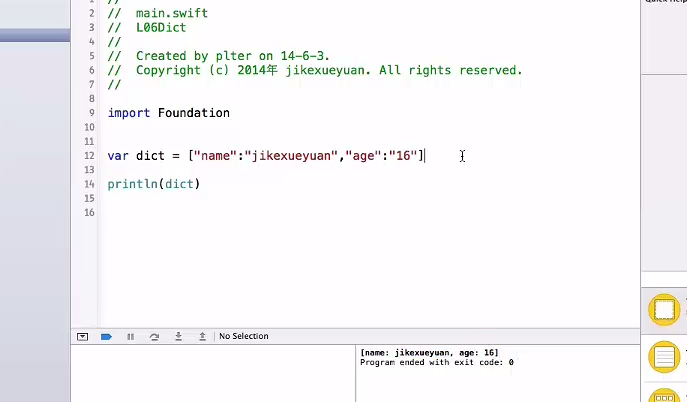 1 //
2 // main.swift
3 // L06Dict
4 //
5 // Created by plter on 14-6-3.
6 // Copyright (c) 2014年 jikexueyuan. All rights reserved.
7 //
8
9 import Foundation
10
11
12 var dict = ["name":"jikexueyuan","age":"16"]
13
14 println(dict)
15
16
No Selection
[name: jikexueyuan, age: 16]
Program ended with exit code: 0